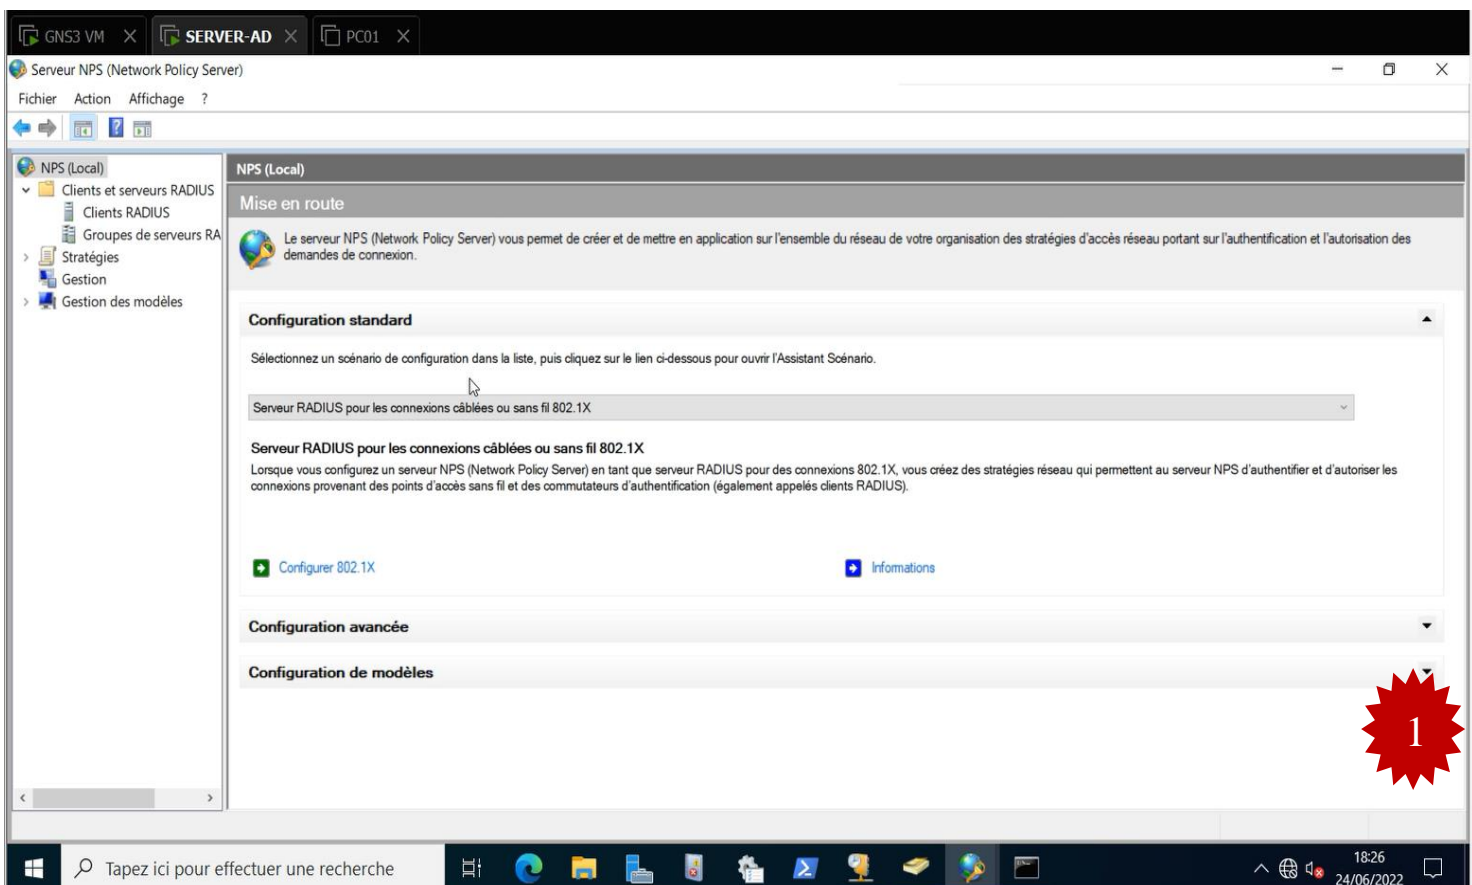 GNS3 VM
SERVER-AD
PC01
Serveur NPS (Network Policy Server)
Fichier Action Affichage ?
NPS (Local)
Clients et serveurs RADIUS
Clients RADIUS
Groupes de serveurs RA
Stratégies
Gestion
Gestion des modèles
NPS (Local)
Mise en route
Le serveur NPS (Network Policy Server) vous permet de créer et de mettre en application sur l'ensemble du réseau de votre organisation des stratégies d'accès réseau portant sur l'authentification et l'autorisation des
demandes de connexion.
Configuration standard
Sélectionnez un scénario de configuration dans la liste, puis cliquez sur le lien ci-dessous pour ouvrir l'Assistant Scénario.
Serveur RADIUS pour les connexions câblées ou sans fil 802.1X
Serveur RADIUS pour les connexions câblées ou sans fil 802.1X
Lorsque vous configurez un serveur NPS (Network Policy Server) en tant que serveur RADIUS pour des connexions 802.1X, vous créez des stratégies réseau qui permettent au serveur NPS d'authentifier et d'autoriser les
connexions provenant des points d'accès sans fil et des commutateurs d'authentification (également appelés clients RADIUS).
Configurer 802.1X
Informations
Configuration avancée
Configuration de modèles
1
Tapez ici pour effectuer une recherche
18:26
24/06/2022